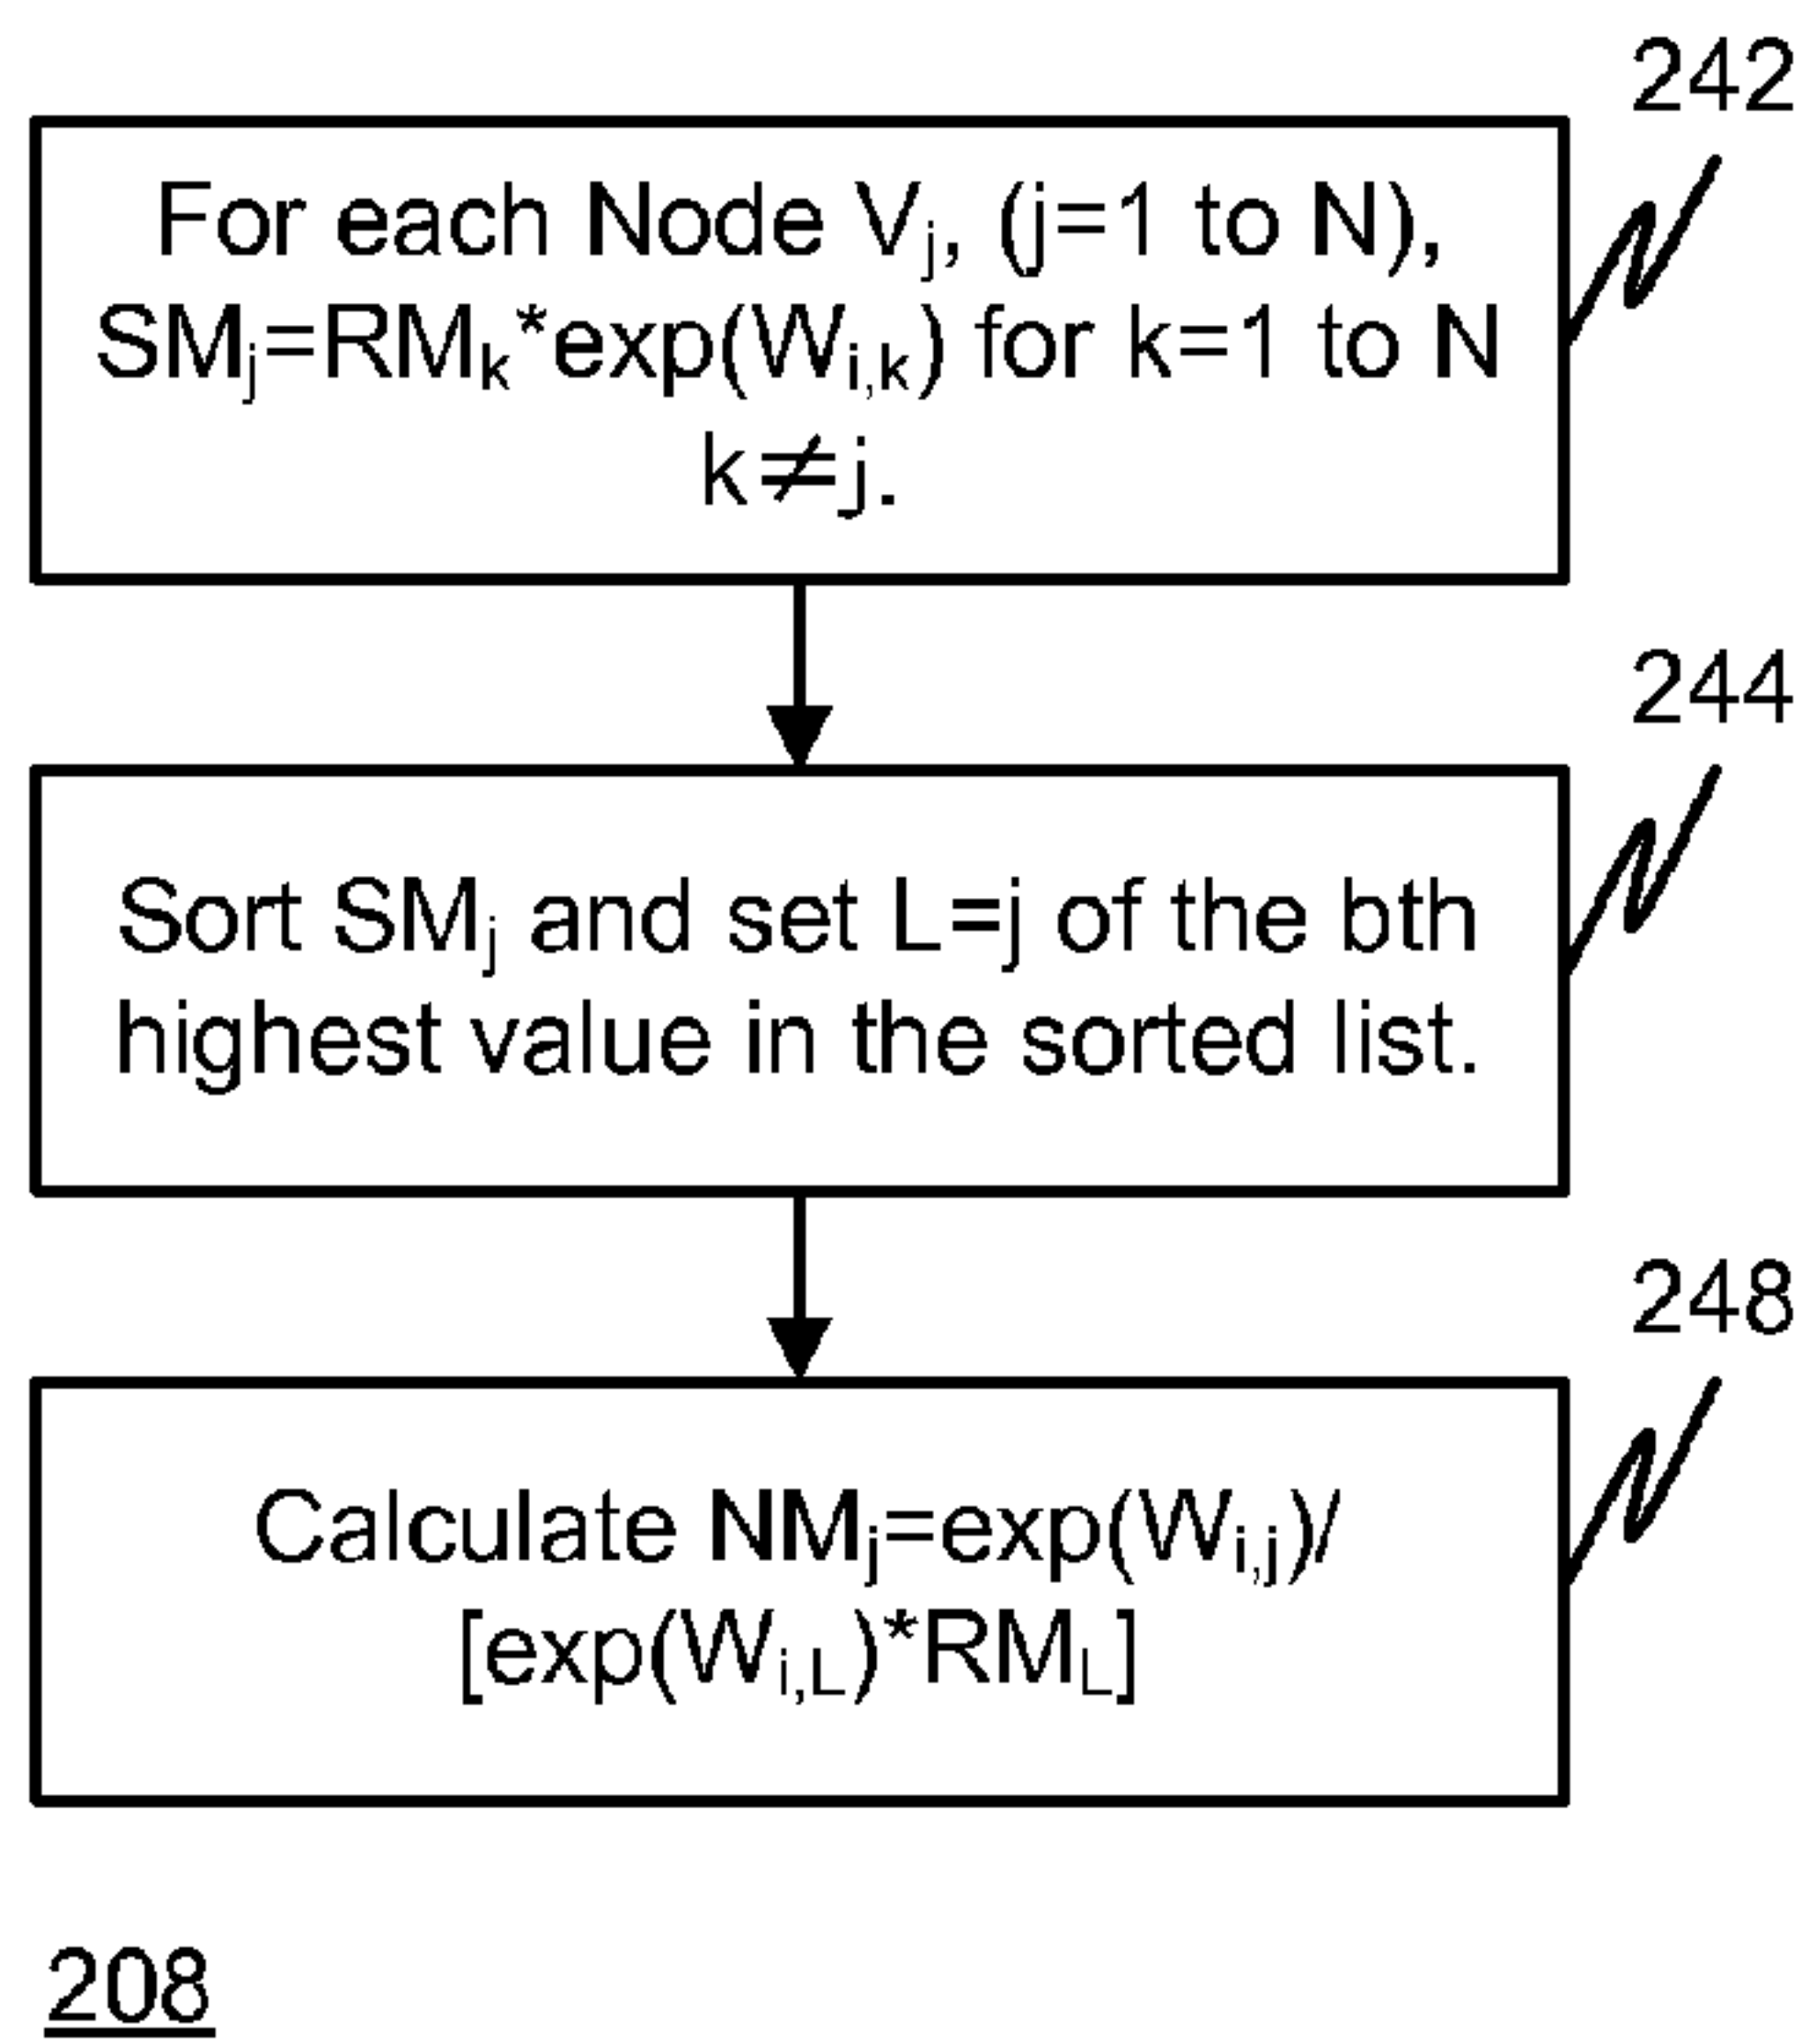 242
For each Node Vj, (j=1 to N),
SMj=RMk*exp(Wi,k) for k=1 to N
k≠j.
244
Sort SMj and set L=j of the bth
highest value in the sorted list.
248
Calculate NMj=exp(Wi,j)/
[exp(Wi,L)*RML]
208